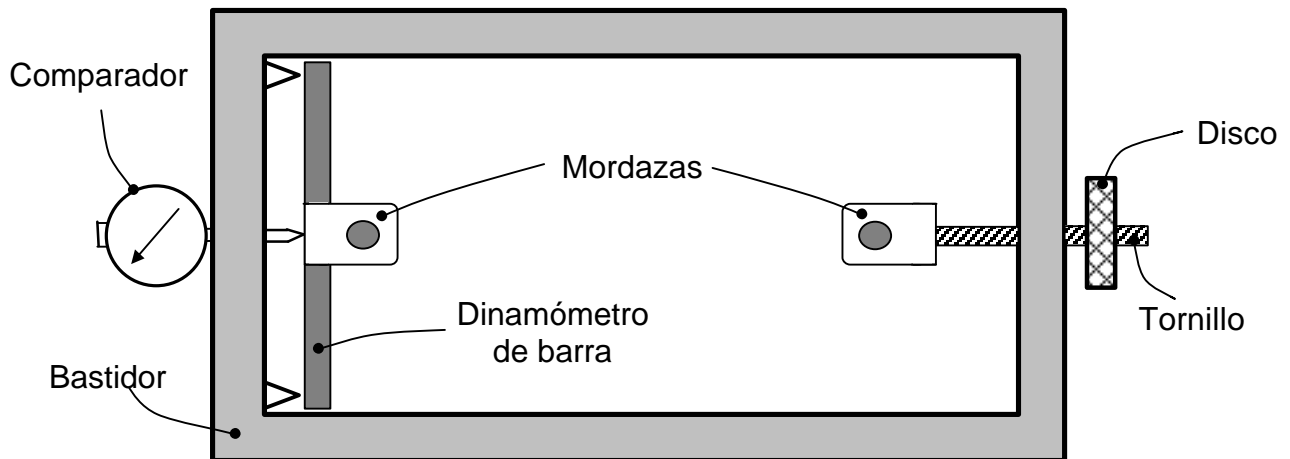 Comparador
Disco
Mordazas
Dinamómetro
de barra
Tornillo
Bastidor